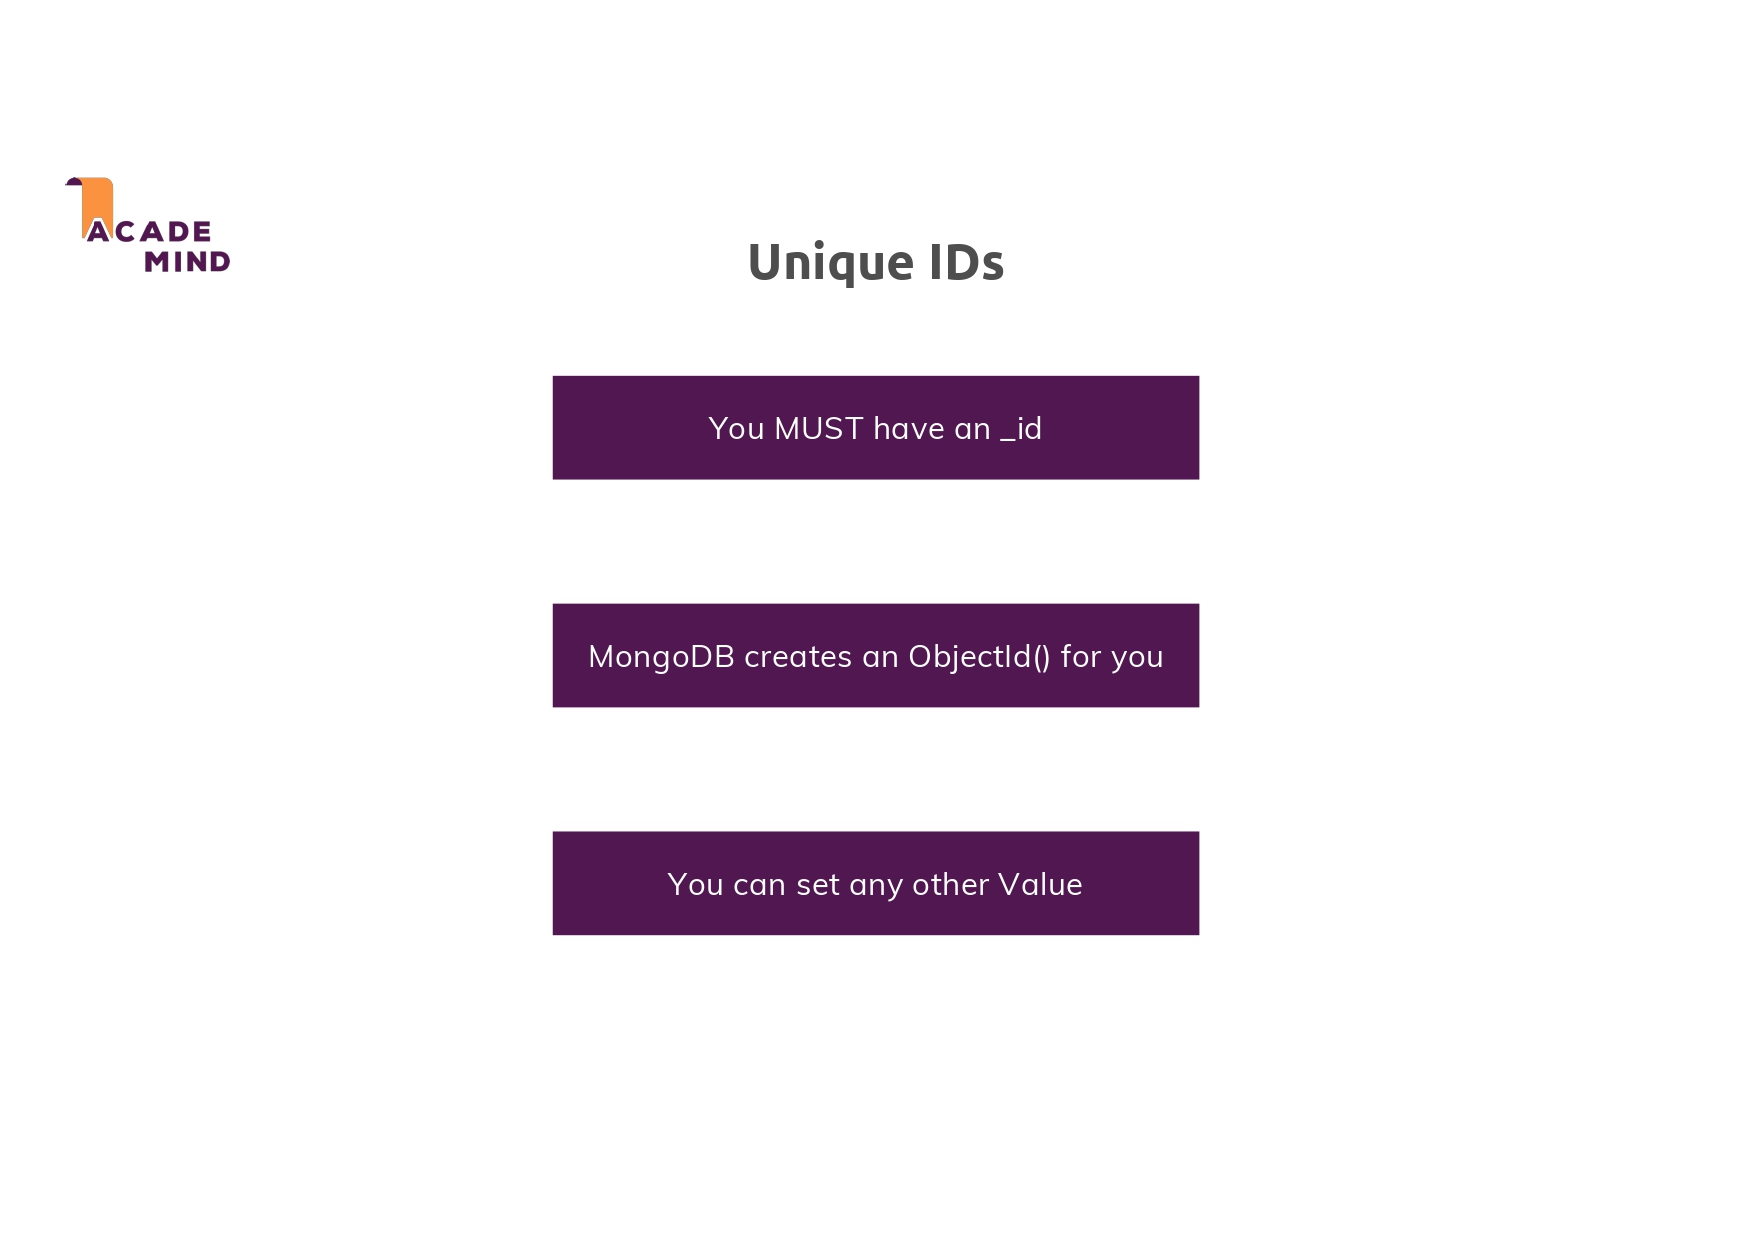 ACADE
MIND
Unique IDs
You MUST have an _id
MongoDB creates an ObjectId() for you
You can set any other Value